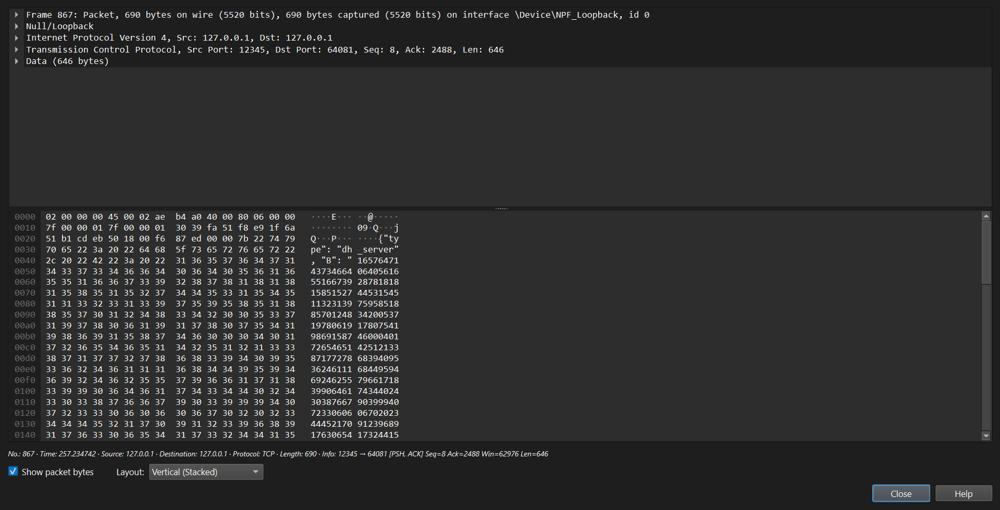 Frame 867: Packet, 690 bytes on wire (5520 bits), 690 bytes captured (5520 bits) on interface \Device\NPF_Loopback, id 0
Null/Loopback
Internet Protocol Version 4, Src: 127.0.0.1, Dst: 127.0.0.1
Transmission Control Protocol, Src Port: 12345, Dst Port: 64081, Seq: 8, Ack: 2488, Len: 646
Data (646 bytes)
0000 02 00 00 00 45 00 02 ae b4 a0 40 00 80 06 00 00 ····E··· ··@·····
0010 7f 00 00 01 7f 00 00 01 30 39 fa 51 f8 e9 1f 6a ········ 09·Q···j
0020 51 b1 cd eb 50 18 00 f6 87 ed 00 00 7b 22 74 79 Q···P··· ····{"ty
0030 70 65 22 3a 20 22 64 68 5f 73 65 72 76 65 72 22 pe": "dh _server"
0040 2c 20 22 42 22 3a 20 22 31 36 35 37 36 34 37 31 , "B": " 16576471
0050 34 33 37 33 34 36 36 34 30 36 34 30 35 36 31 36 43734664 06405616
0060 35 35 31 36 36 37 33 39 32 38 37 38 31 38 31 38 55166739 28781818
0070 31 35 38 35 31 35 32 37 34 34 35 33 31 35 34 35 15851527 44531545
0080 31 31 33 32 33 31 33 39 37 35 39 35 38 35 31 38 11323139 75958518
0090 38 35 37 30 31 32 34 38 33 34 32 30 30 35 33 37 85701248 34200537
00a0 31 39 37 38 30 36 31 39 31 37 38 30 37 35 34 31 19780619 17807541
00b0 39 38 36 39 31 35 38 37 34 36 30 30 30 34 30 31 98691587 46000401
00c0 37 32 36 35 34 36 35 31 34 32 35 31 32 31 33 33 72654651 42512133
00d0 38 37 31 37 37 32 37 38 36 38 33 39 34 30 39 35 87177278 68394095
00e0 33 36 32 34 36 31 31 31 36 38 34 34 39 35 39 34 36246111 68449594
00f0 36 39 32 34 36 32 35 35 37 39 36 36 31 37 31 38 69246255 79661718
0100 33 39 39 30 36 34 36 31 37 34 33 34 34 30 32 34 39906461 74344024
0110 33 30 33 38 37 36 36 37 39 30 33 39 39 39 34 30 30387667 90399940
0120 37 32 33 33 30 36 30 36 30 36 37 30 32 30 32 33 72330606 06702023
0130 34 34 34 35 32 31 37 30 39 31 32 33 39 36 38 39 44452170 91239689
0140 31 37 36 33 30 36 35 34 31 37 33 32 34 34 31 35 17630654 17324415
No.: 867 · Time: 257.234742 · Source: 127.0.0.1 · Destination: 127.0.0.1 · Protocol: TCP · Length: 690 · Info: 12345 → 64081 [PSH, ACK] Seq=8 Ack=2488 Win=62976 Len=646
Show packet bytes Layout: Vertical (Stacked)
Close Help